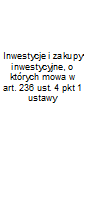 Inwestycje i zakupy
inwestycyjne, o
których mowa w
art. 236 ust. 4 pkt 1
ustawy